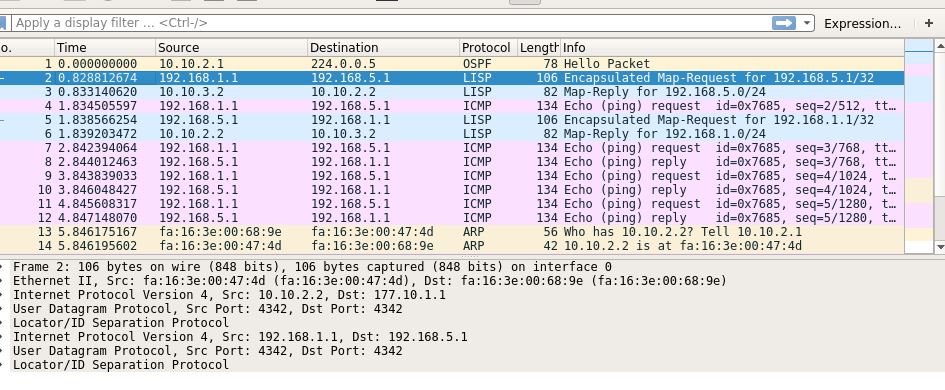 Apply a display filter ... <Ctrl-/> Expression... +
o. Time Source Destination Protocol Length Info
1 0.000000000 10.10.2.1 224.0.0.5 OSPF 78 Hello Packet
2 0.828812674 192.168.1.1 192.168.5.1 LISP 106 Encapsulated Map-Request for 192.168.5.1/32
3 0.833140620 10.10.3.2 10.10.2.2 LISP 82 Map-Reply for 192.168.5.0/24
4 1.834505597 192.168.1.1 192.168.5.1 ICMP 134 Echo (ping) request id=0x7685, seq=2/512, tt…
5 1.838566254 192.168.5.1 192.168.1.1 LISP 106 Encapsulated Map-Request for 192.168.1.1/32
6 1.839203472 10.10.2.2 10.10.3.2 LISP 82 Map-Reply for 192.168.1.0/24
7 2.842394064 192.168.1.1 192.168.5.1 ICMP 134 Echo (ping) request id=0x7685, seq=3/768, tt…
8 2.844012463 192.168.5.1 192.168.1.1 ICMP 134 Echo (ping) reply id=0x7685, seq=3/768, tt…
9 3.843839033 192.168.1.1 192.168.5.1 ICMP 134 Echo (ping) request id=0x7685, seq=4/1024, t…
10 3.846048427 192.168.5.1 192.168.1.1 ICMP 134 Echo (ping) reply id=0x7685, seq=4/1024, t…
11 4.845608317 192.168.1.1 192.168.5.1 ICMP 134 Echo (ping) request id=0x7685, seq=5/1280, t…
12 4.847148070 192.168.5.1 192.168.1.1 ICMP 134 Echo (ping) reply id=0x7685, seq=5/1280, t…
13 5.846175167 fa:16:3e:00:68:9e fa:16:3e:00:47:4d ARP 56 Who has 10.10.2.2? Tell 10.10.2.1
14 5.846195602 fa:16:3e:00:47:4d fa:16:3e:00:68:9e ARP 42 10.10.2.2 is at fa:16:3e:00:47:4d
Frame 2: 106 bytes on wire (848 bits), 106 bytes captured (848 bits) on interface 0
Ethernet II, Src: fa:16:3e:00:47:4d (fa:16:3e:00:47:4d), Dst: fa:16:3e:00:68:9e (fa:16:3e:00:68:9e)
Internet Protocol Version 4, Src: 10.10.2.2, Dst: 177.10.1.1
User Datagram Protocol, Src Port: 4342, Dst Port: 4342
Locator/ID Separation Protocol
Internet Protocol Version 4, Src: 192.168.1.1, Dst: 192.168.5.1
User Datagram Protocol, Src Port: 4342, Dst Port: 4342
Locator/ID Separation Protocol